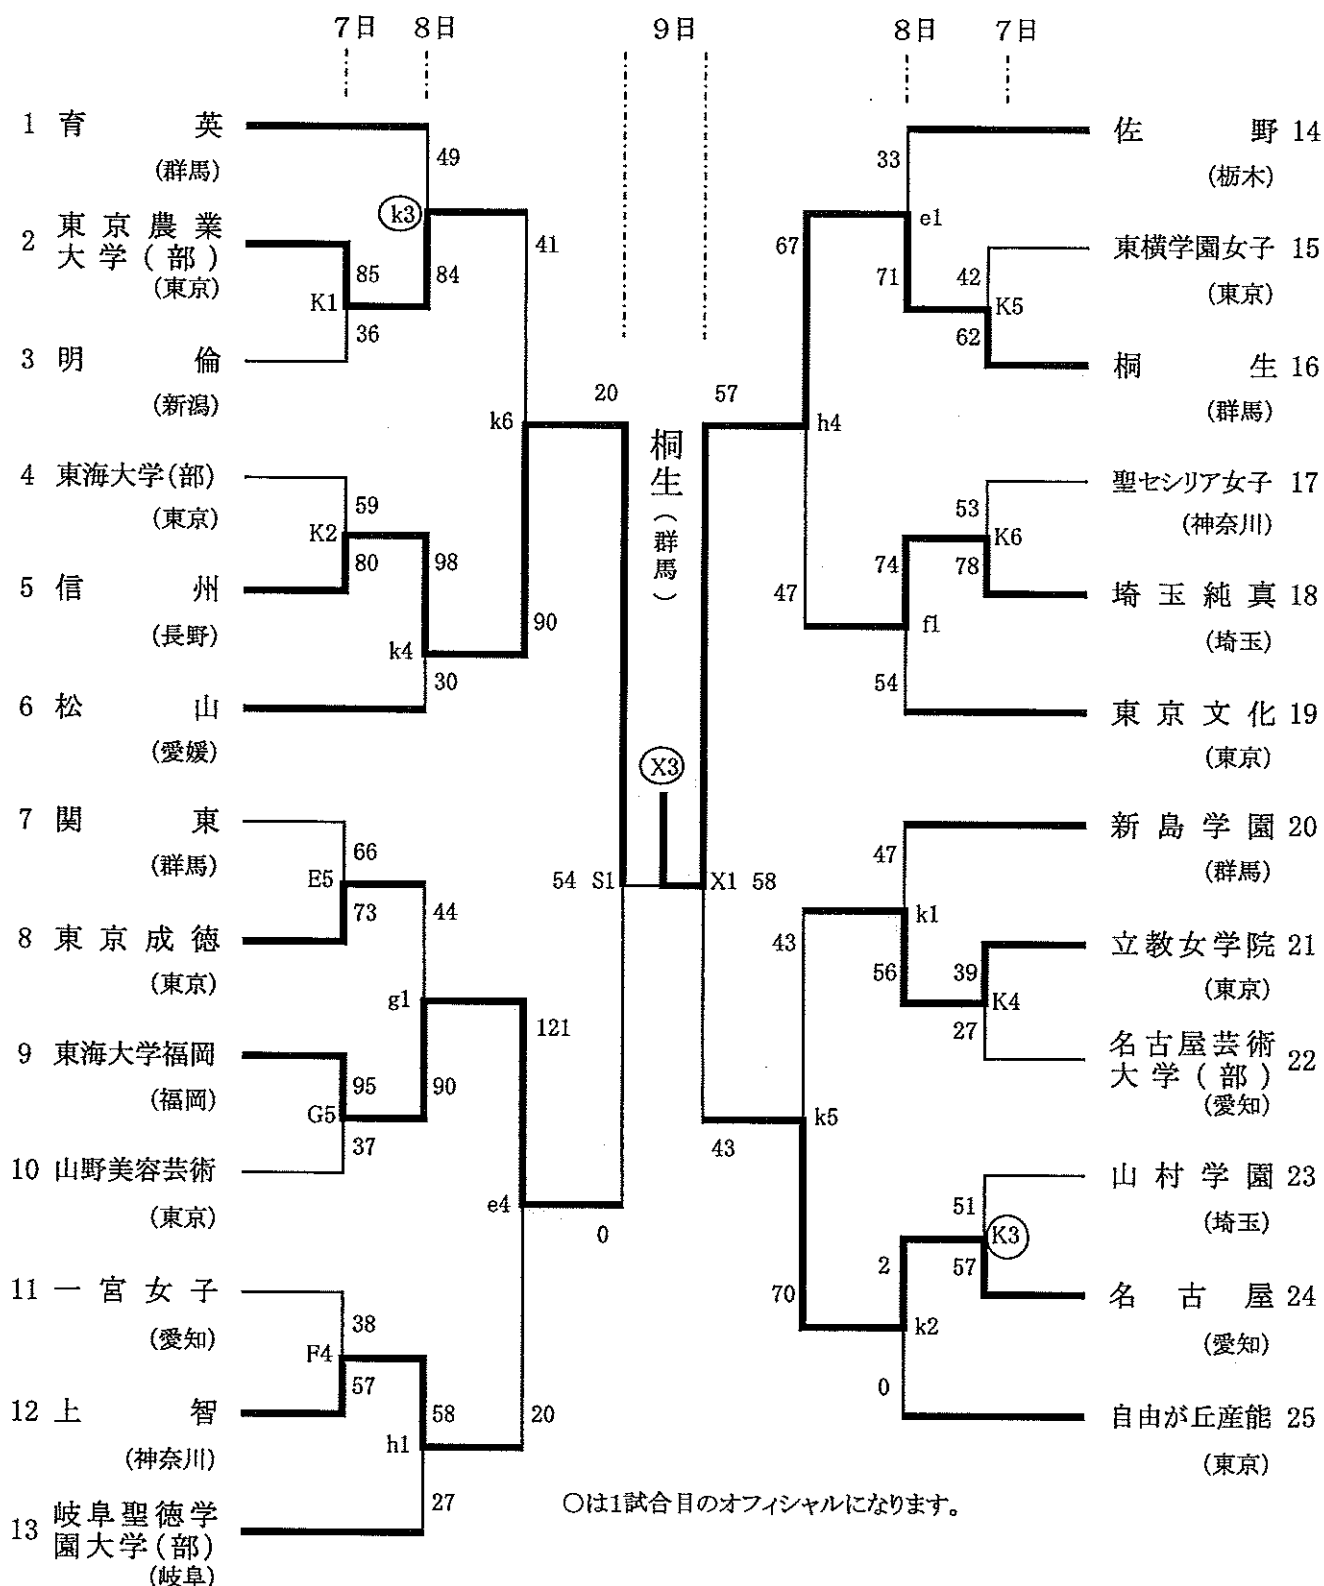 7日 8日 9日 8日 7日
1 育英
(群馬)
49
k3
2 東京農業
大学(部)
(東京)
85
84
41
K1
36
3 明倫
(新潟)
k6
20
4 東海大学(部)
(東京)
59
K2
80
98
5 信州
(長野)
90
k4
30
6 松山
(愛媛)
7 関東
(群馬)
66
E5
73
44
8 東京成徳
(東京)
g1
121
9 東海大学福岡
(福岡)
95
90
G5
37
10 山野美容芸術
(東京)
e4
0
11 一宮女子
(愛知)
38
F4
57
12 上智
(神奈川)
58
20
h1
27
13 岐阜聖徳学
園大学(部)
(岐阜)
桐生(群馬)
X3
54 S1 X1 58
佐野 14
(栃木)
33
e1
67
71
東横学園女子 15
(東京)
42
K5
62
桐生 16
(群馬)
57
h4
聖セシリア女子 17
(神奈川)
53
K6
74
78
47
埼玉純真 18
(埼玉)
f1
54
東京文化 19
(東京)
新島学園 20
(群馬)
47
k1
43
56
立教女学院 21
(東京)
39
K4
27
名古屋芸術
大学(部) 22
(愛知)
k5
43
山村学園 23
(埼玉)
51
K3
2
57
70
名古屋 24
(愛知)
k2
0
自由が丘産能 25
(東京)
○は1試合目のオフィシャルになります。